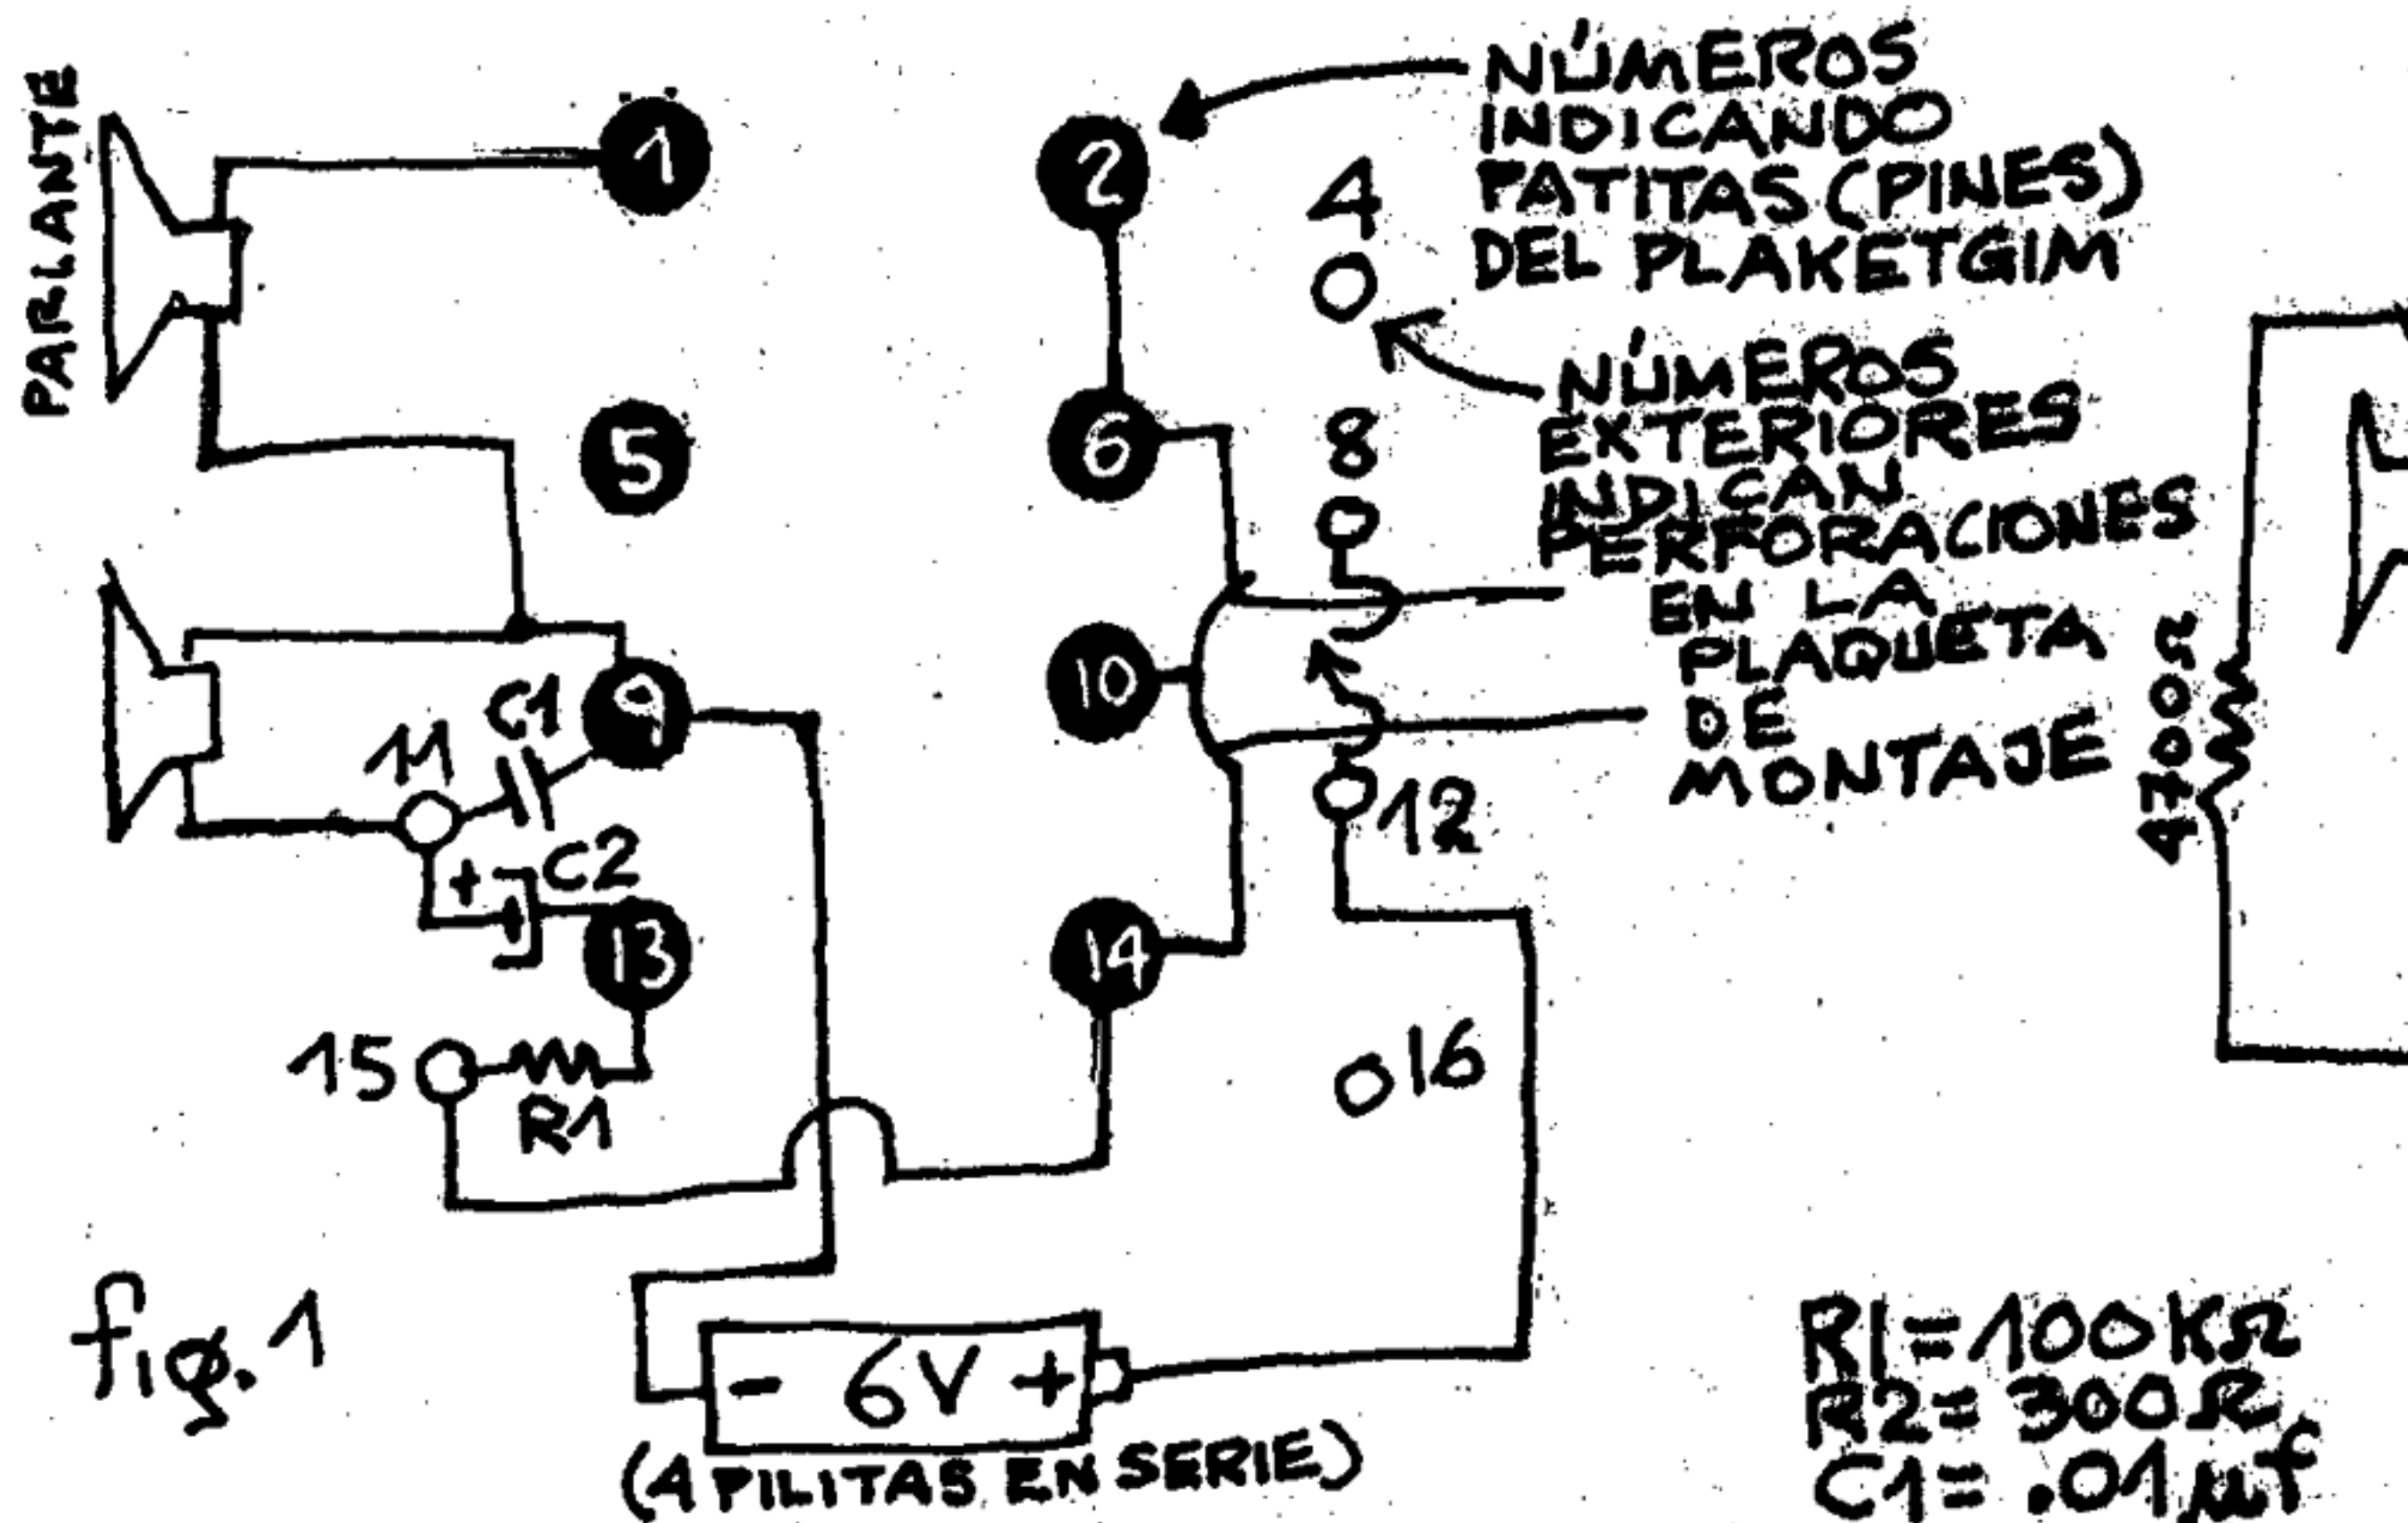 PARLANTE
1
2
NÚMEROS
INDICANDO
PATITAS (PINES)
DEL PLAKETGIM
4
NÚMEROS
EXTERIORES
INDICAN
PERFORACIONES
EN LA
PLAQUETA
DE
MONTAJE
5
6
8
9
10
C1
11
12
C2
+
13
14
15
R1
16
4700Ω
fig. 1
- 6V +
(4 PILITAS EN SERIE)
R1=100KΩ
R2=300Ω
C1= .01µf